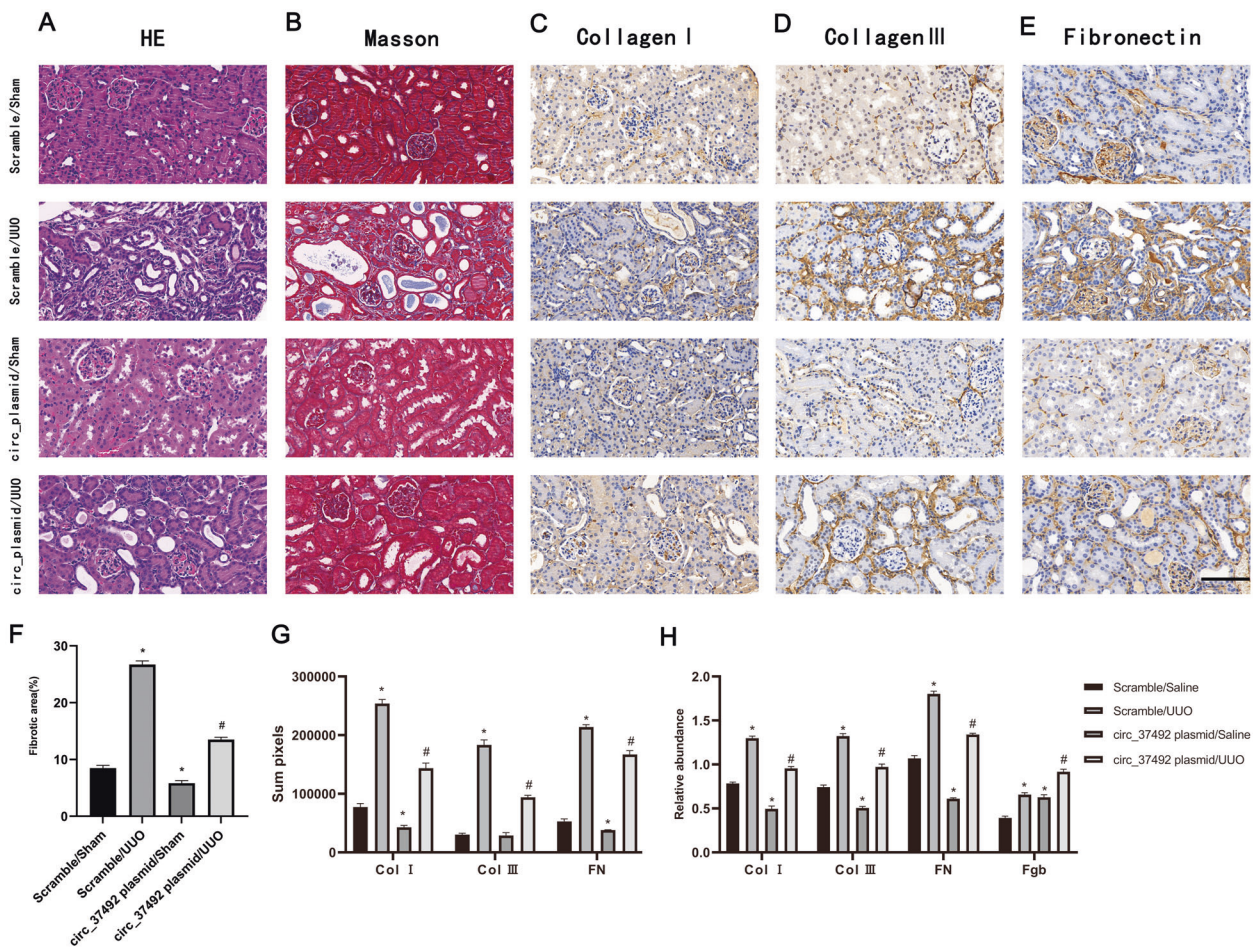 A
HE
B
Masson
C
Collagen Ⅰ
D
Collagen Ⅲ
E
Fibronectin
Scramble/Sham
Scramble/UUO
circ_plasmid/Sham
circ_plasmid/UUO
F
Fibrotic area(%)
30
20
10
0
*
*
#
Scramble/Sham
Scramble/UUO
circ_37492 plasmid/Sham
circ_37492 plasmid/UUO
G
Sum pixels
300000
200000
100000
0
*
*
#
*
#
*
*
#
Col Ⅰ
Col Ⅲ
FN
H
Relative abundance
2.0
1.5
1.0
0.5
0.0
*
*
#
*
*
#
*
*
#
*
*
#
Col Ⅰ
Col Ⅲ
FN
Fgb
Scramble/Saline
Scramble/UUO
circ_37492 plasmid/Saline
circ_37492 plasmid/UUO